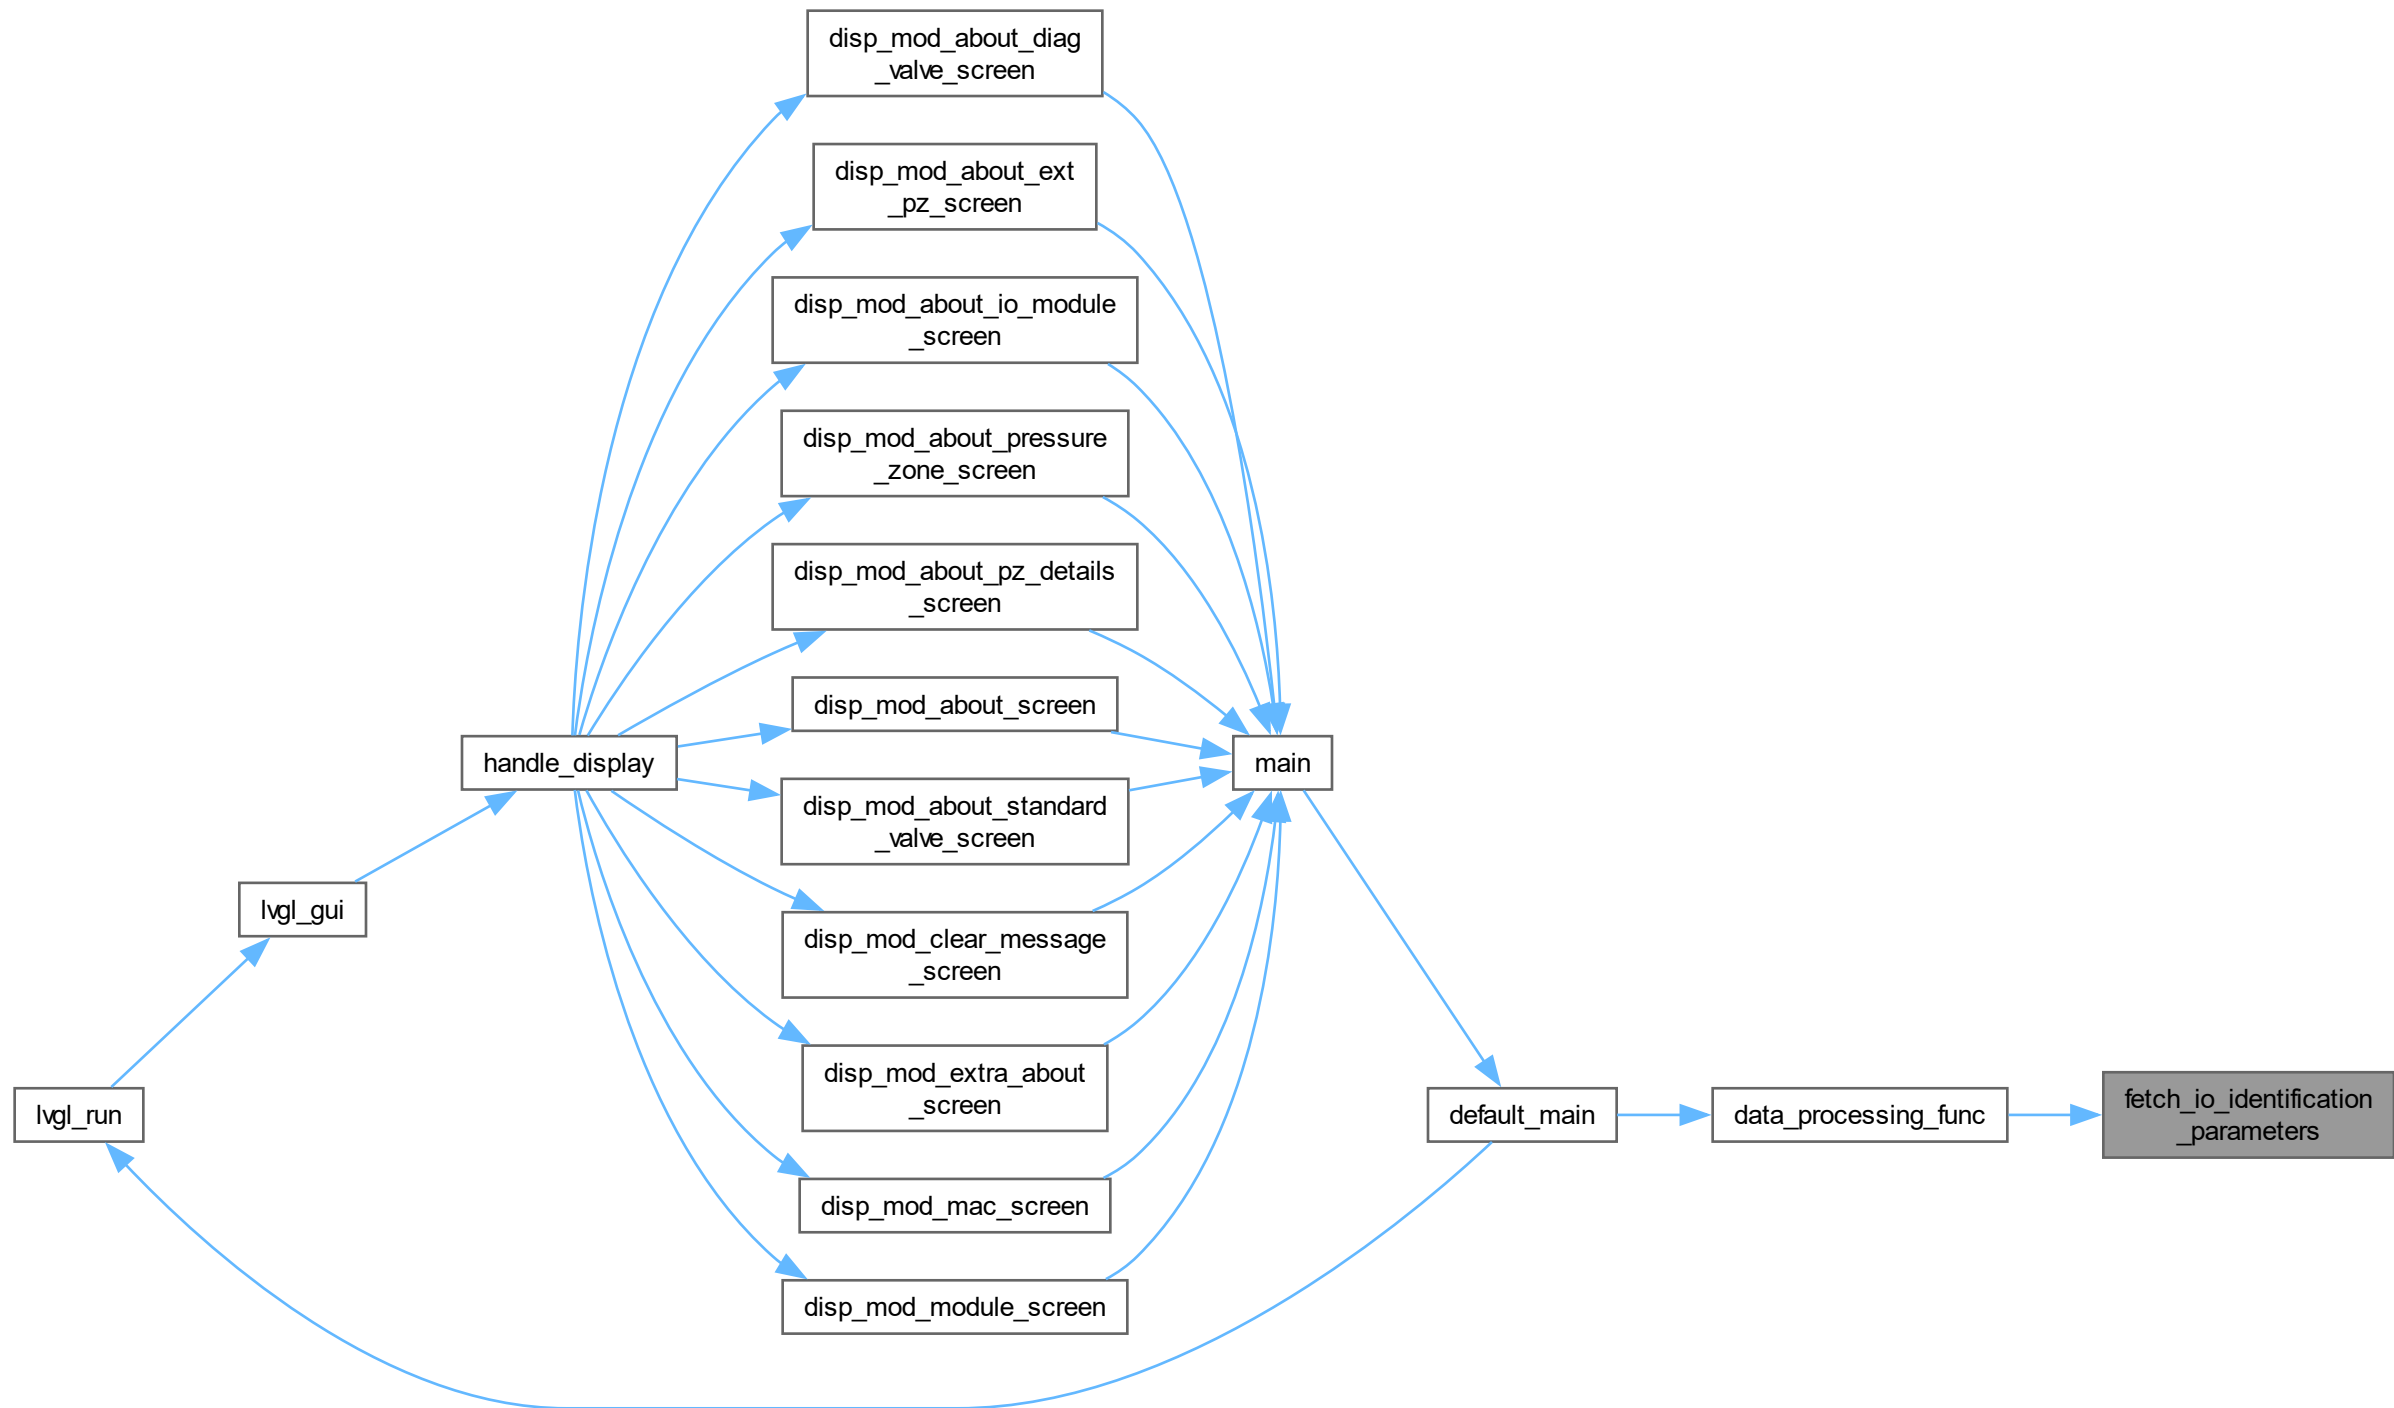 disp_mod_about_diag
_valve_screen
disp_mod_about_ext
_pz_screen
disp_mod_about_io_module
_screen
disp_mod_about_pressure
_zone_screen
disp_mod_about_pz_details
_screen
disp_mod_about_screen
handle_display
main
disp_mod_about_standard
_valve_screen
lvgl_gui
disp_mod_clear_message
_screen
disp_mod_extra_about
_screen
lvgl_run
default_main
data_processing_func
fetch_io_identification
_parameters
disp_mod_mac_screen
disp_mod_module_screen